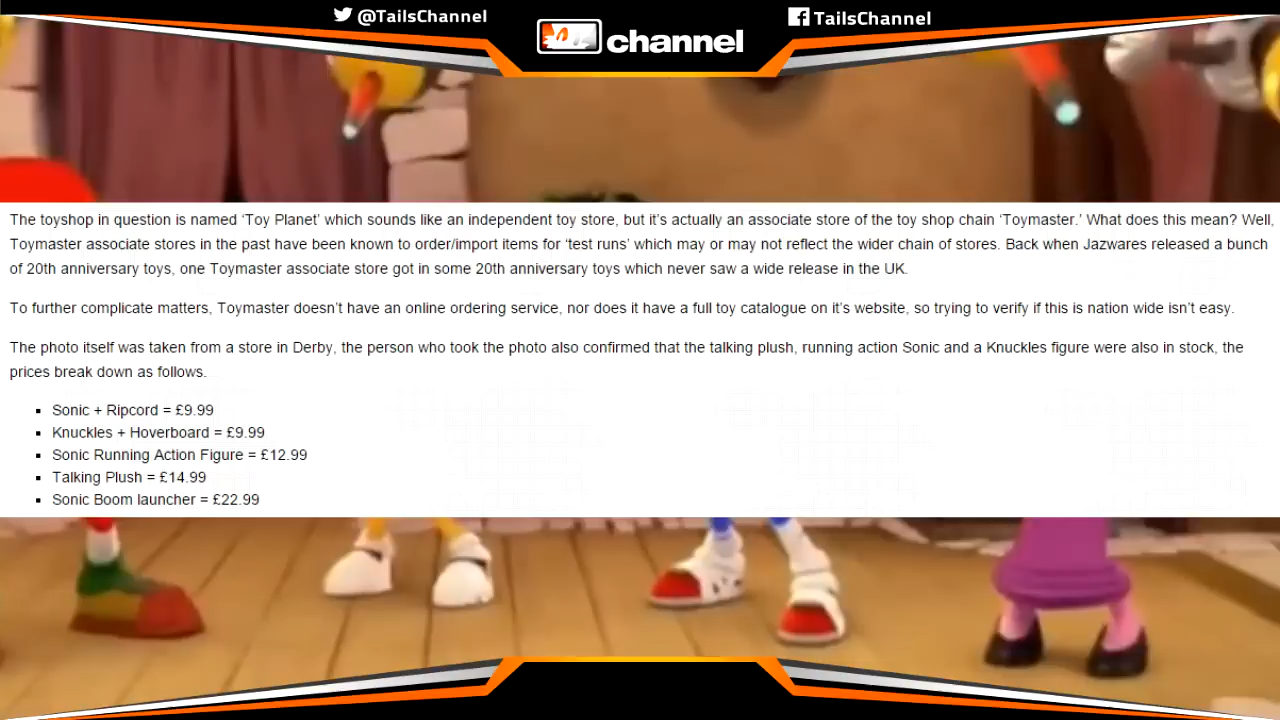 @TailsChannel
TailsChannel
channel
The toyshop in question is named ‘Toy Planet’ which sounds like an independent toy store, but it’s actually an associate store of the toy shop chain ‘Toymaster.’ What does this mean? Well,
Toymaster associate stores in the past have been known to order/import items for ‘test runs’ which may or may not reflect the wider chain of stores. Back when Jazwares released a bunch
of 20th anniversary toys, one Toymaster associate store got in some 20th anniversary toys which never saw a wide release in the UK.
To further complicate matters, Toymaster doesn’t have an online ordering service, nor does it have a full toy catalogue on it’s website, so trying to verify if this is nation wide isn’t easy.
The photo itself was taken from a store in Derby, the person who took the photo also confirmed that the talking plush, running action Sonic and a Knuckles figure were also in stock, the
prices break down as follows.
Sonic + Ripcord = £9.99
Knuckles + Hoverboard = £9.99
Sonic Running Action Figure = £12.99
Talking Plush = £14.99
Sonic Boom launcher = £22.99